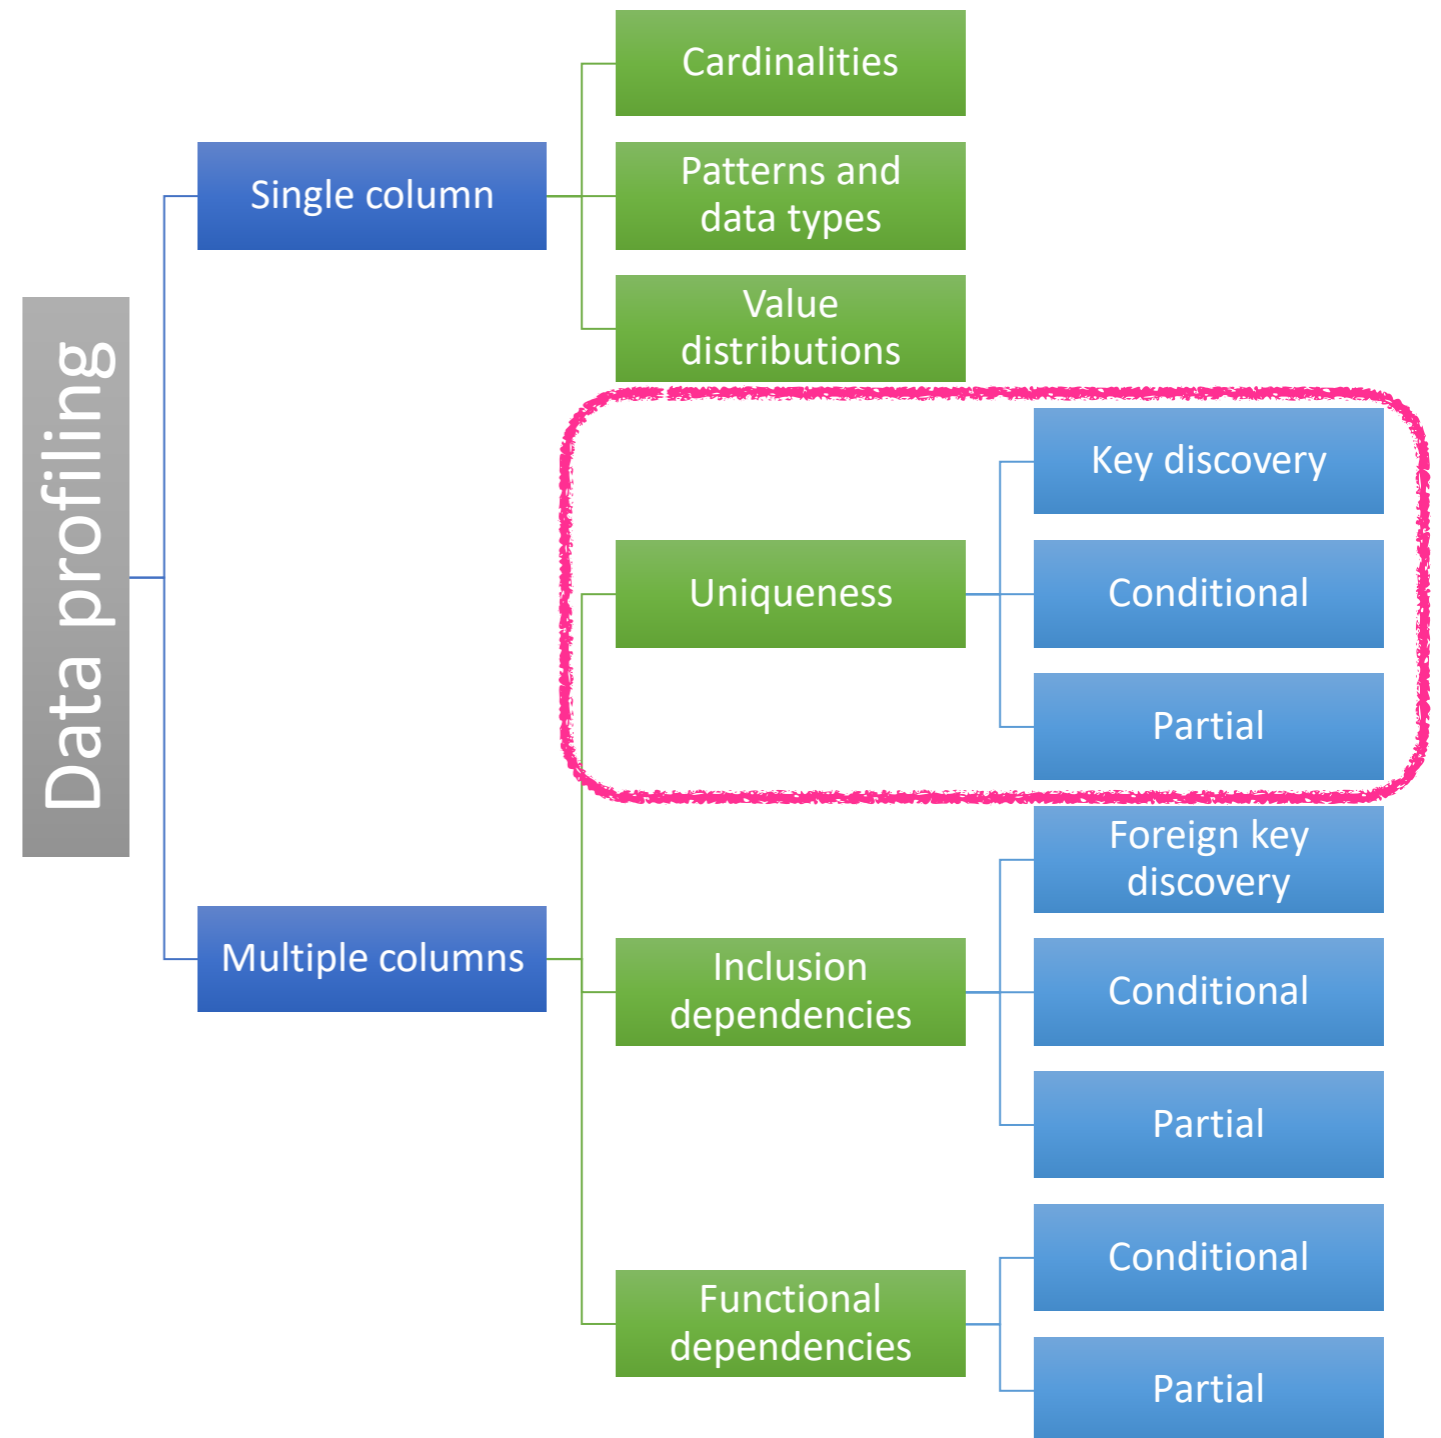 Data profiling
Single column
Cardinalities
Patterns and
data types
Value
distributions
Multiple columns
Uniqueness
Key discovery
Conditional
Partial
Inclusion
dependencies
Foreign key
discovery
Conditional
Partial
Functional
dependencies
Conditional
Partial